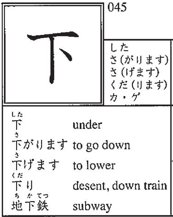 045
下
した
さ(がります)
さ(げます)
くだ(ります)
カ・ゲ
した
下 under
さ
下がります to go down
さ
下げます to lower
くだ
下り desent, down train
ち か てつ
地下鉄 subway